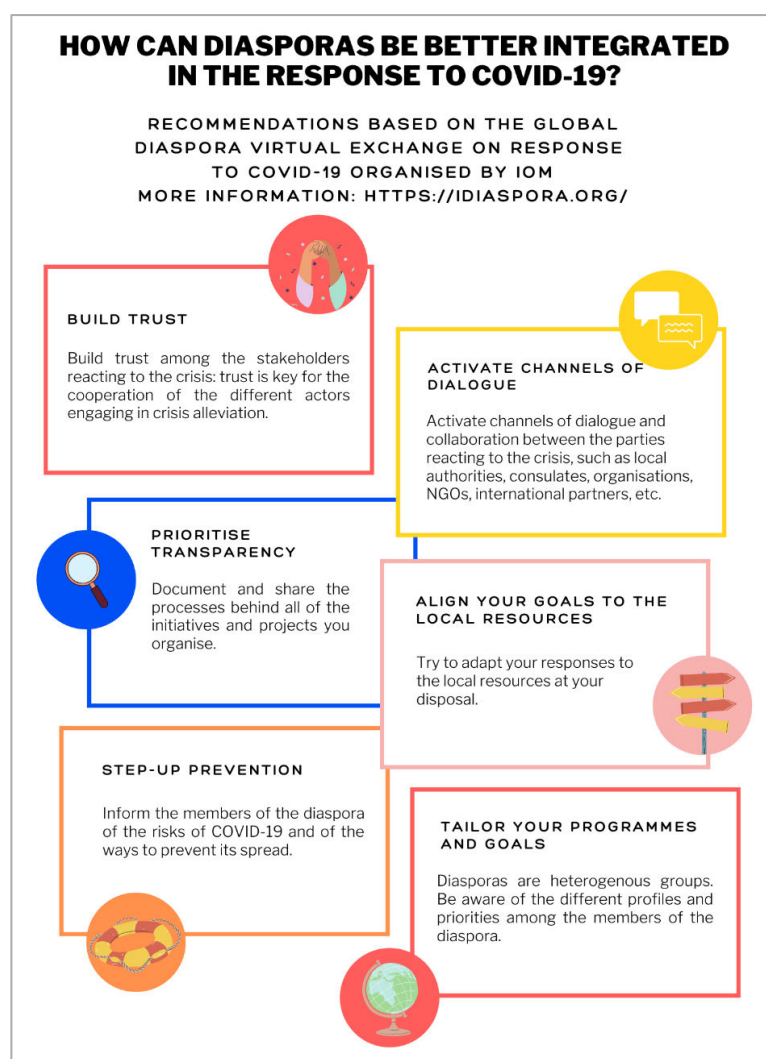 HOW CAN DIASPORAS BE BETTER INTEGRATED
IN THE RESPONSE TO COVID-19?
RECOMMENDATIONS BASED ON THE GLOBAL
DIASPORA VIRTUAL EXCHANGE ON RESPONSE
TO COVID-19 ORGANISED BY IOM
MORE INFORMATION: HTTPS://IDIASPORA.ORG/
BUILD TRUST
Build trust among the stakeholders
reacting to the crisis: trust is key for the
cooperation of the different actors
engaging in crisis alleviation.
ACTIVATE CHANNELS OF
DIALOGUE
Activate channels of dialogue and
collaboration between the parties
reacting to the crisis, such as local
authorities, consulates, organisations,
NGOs, international partners, etc.
PRIORITISE
TRANSPARENCY
Document and share the
processes behind all of the
initiatives and projects you
organise.
ALIGN YOUR GOALS TO THE
LOCAL RESOURCES
Try to adapt your responses to
the local resources at your
disposal.
STEP-UP PREVENTION
Inform the members of the diaspora
of the risks of COVID-19 and of the
ways to prevent its spread.
TAILOR YOUR PROGRAMMES
AND GOALS
Diasporas are heterogenous groups.
Be aware of the different profiles and
priorities among the members of the
diaspora.